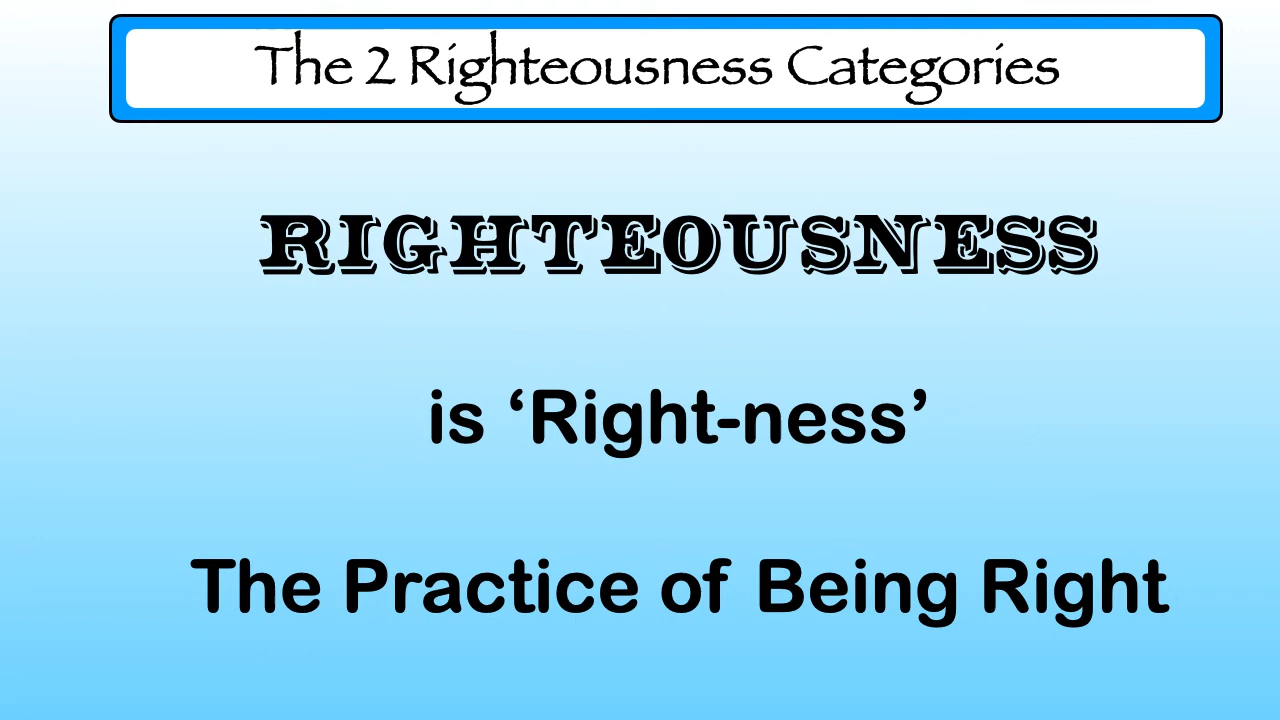 The 2 Righteousness Categories
RIGHTEOUSNESS
is ‘Right-ness’
The Practice of Being Right